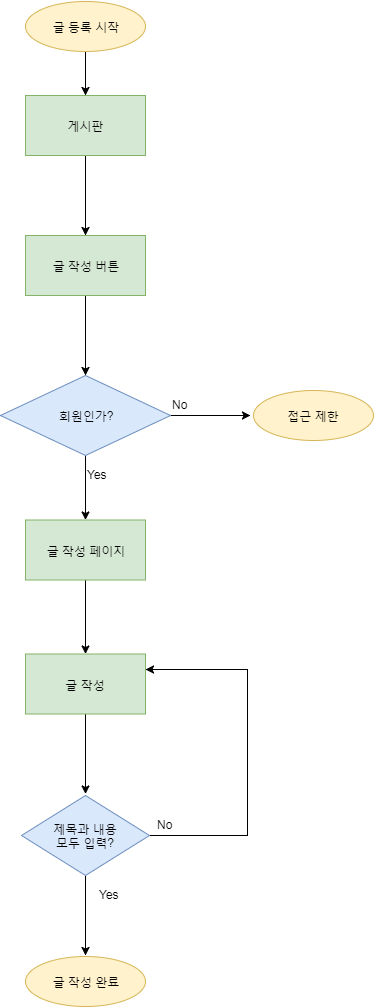 글 등록 시작
게시판
글 작성 버튼
회원인가?
No
접근 제한
Yes
글 작성 페이지
글 작성
제목과 내용
모두 입력?
No
Yes
글 작성 완료